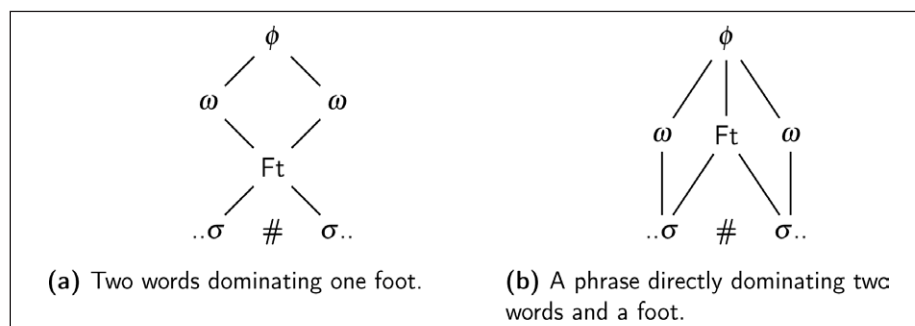 ϕ ϕ
ω ω
ω Ft ω
Ft
..σ # σ.. ..σ # σ..
(a) Two words dominating one foot.
(b) A phrase directly dominating two
words and a foot.